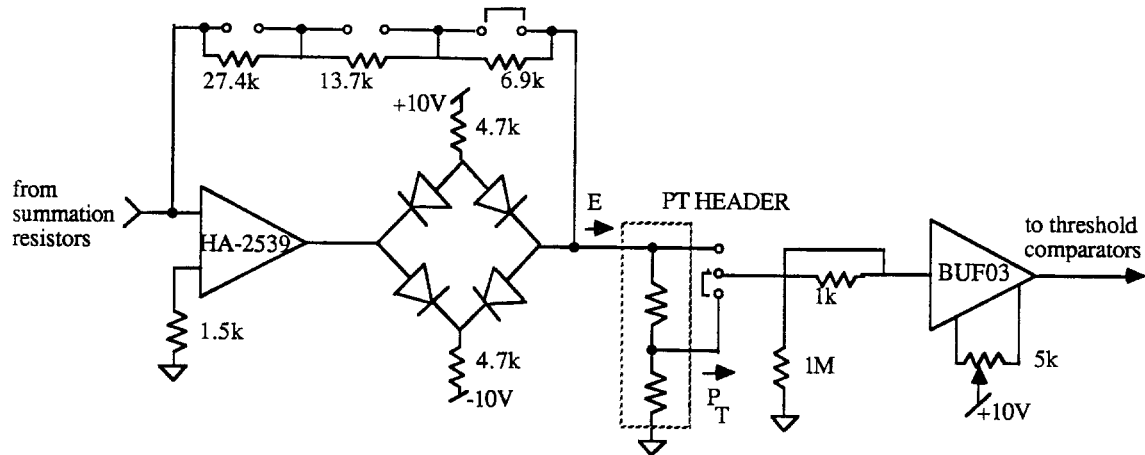 27.4k
13.7k
6.9k
+10V
4.7k
from
summation
resistors
HA-2539
1.5k
4.7k
-10V
E
PT HEADER
P
T
1k
1M
BUF03
to threshold
comparators
5k
+10V